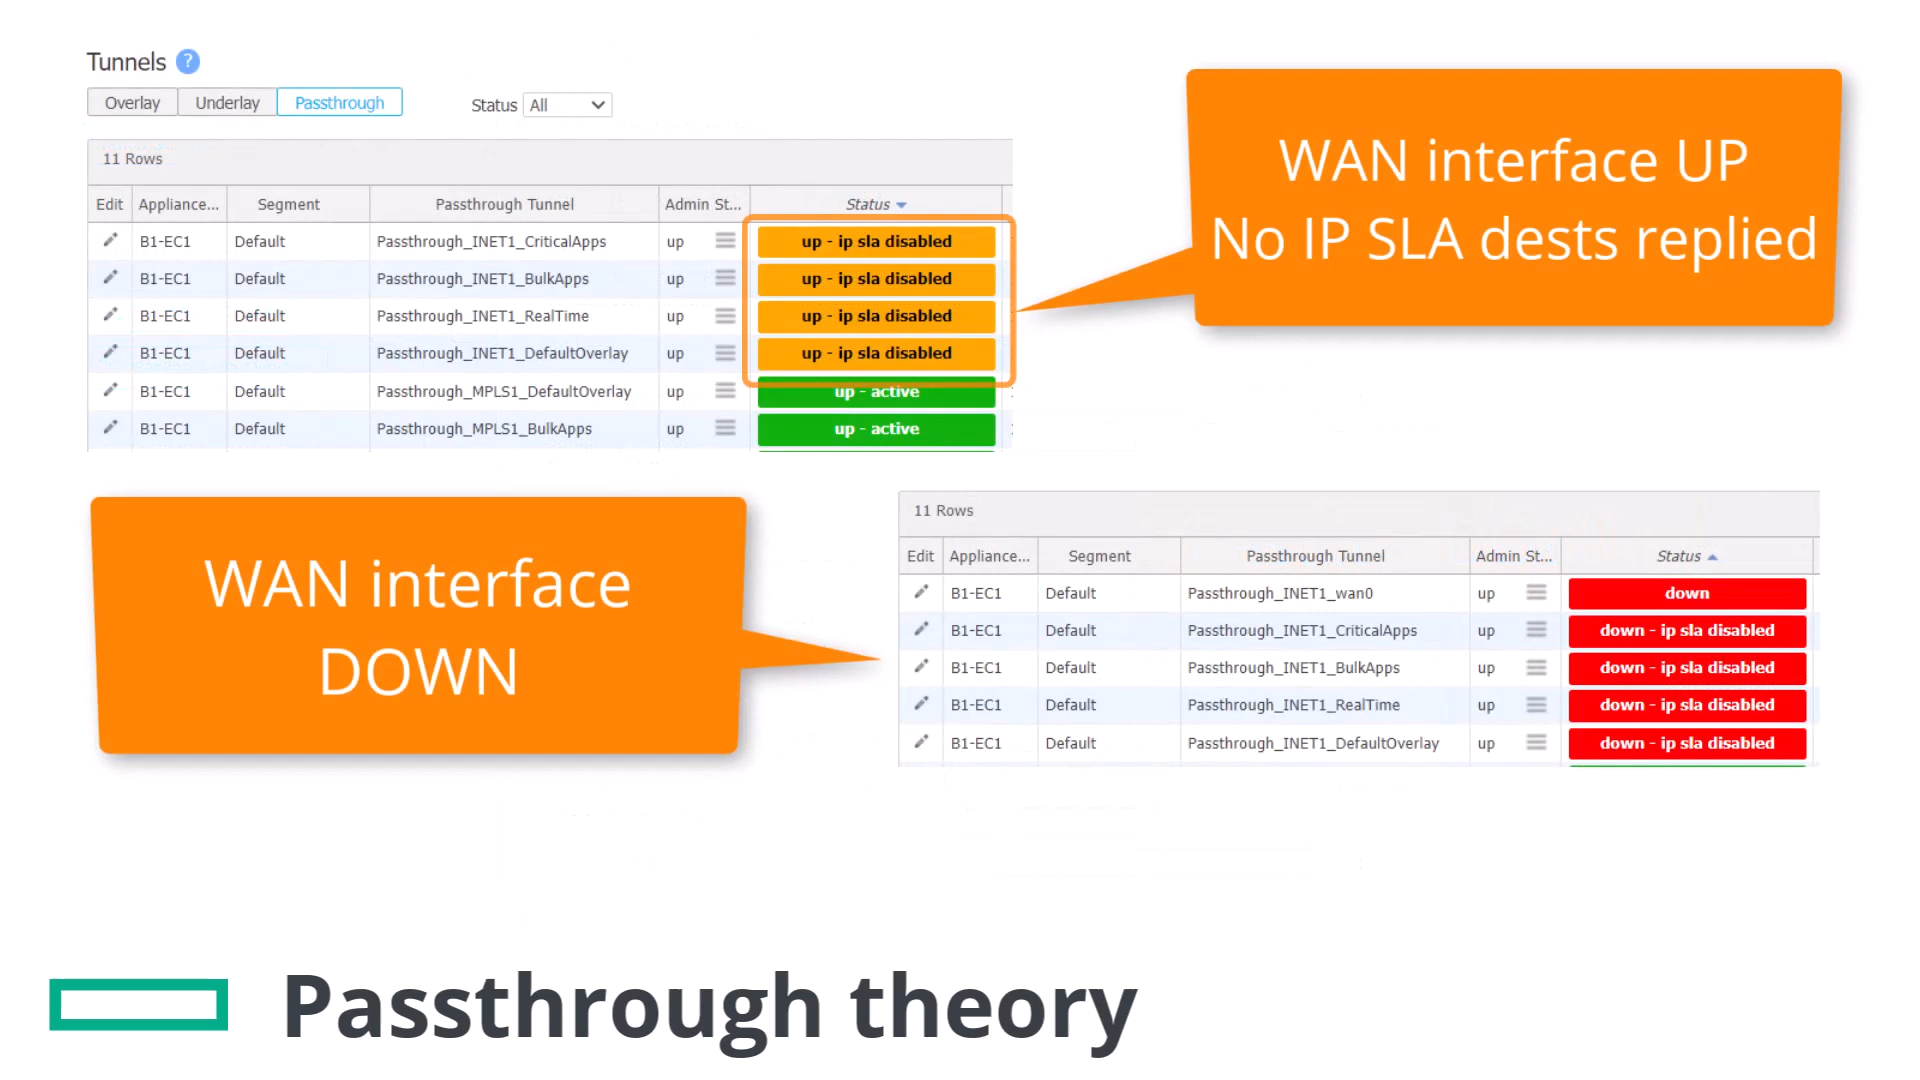 Tunnels ?
Overlay Underlay Passthrough Status All
11 Rows
Edit Appliance... Segment Passthrough Tunnel Admin St... Status
B1-EC1 Default Passthrough_INET1_CriticalApps up up - ip sla disabled
B1-EC1 Default Passthrough_INET1_BulkApps up up - ip sla disabled
B1-EC1 Default Passthrough_INET1_RealTime up up - ip sla disabled
B1-EC1 Default Passthrough_INET1_DefaultOverlay up up - ip sla disabled
B1-EC1 Default Passthrough_MPLS1_DefaultOverlay up up - active
B1-EC1 Default Passthrough_MPLS1_BulkApps up up - active
WAN interface UP
No IP SLA dests replied
WAN interface
DOWN
11 Rows
Edit Appliance... Segment Passthrough Tunnel Admin St... Status
B1-EC1 Default Passthrough_INET1_wan0 up down
B1-EC1 Default Passthrough_INET1_CriticalApps up down - ip sla disabled
B1-EC1 Default Passthrough_INET1_BulkApps up down - ip sla disabled
B1-EC1 Default Passthrough_INET1_RealTime up down - ip sla disabled
B1-EC1 Default Passthrough_INET1_DefaultOverlay up down - ip sla disabled
Passthrough theory